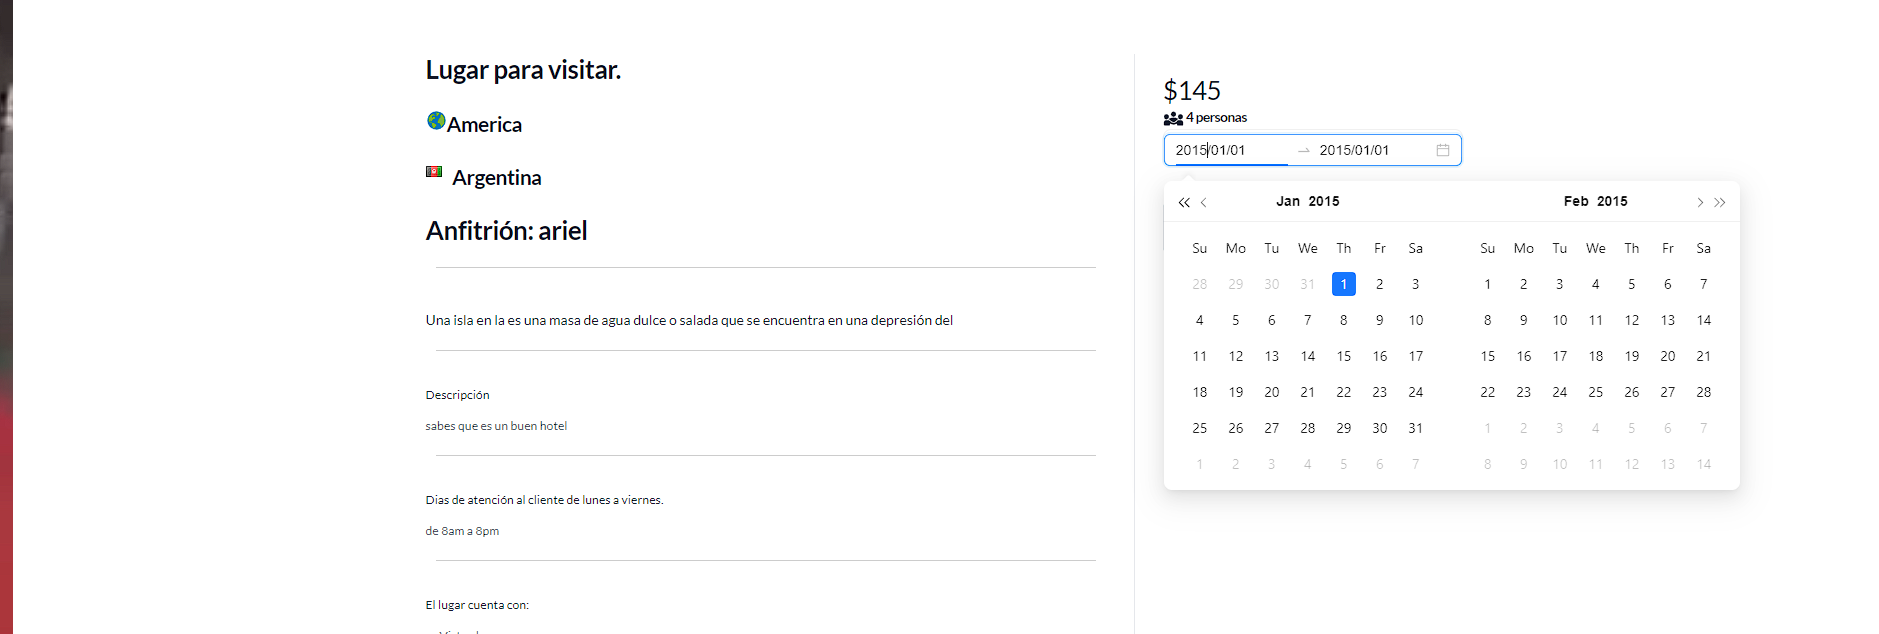 Lugar para visitar.
America
Argentina
Anfitrión: ariel
Una isla en la es una masa de agua dulce o salada que se encuentra en una depresión del
Descripción
sabes que es un buen hotel
Dias de atención al cliente de lunes a viernes.
de 8am a 8pm
El lugar cuenta con:
$145
4 personas
2015/01/01 → 2015/01/01
Jan 2015
Su Mo Tu We Th Fr Sa
28 29 30 31 1 2 3
4 5 6 7 8 9 10
11 12 13 14 15 16 17
18 19 20 21 22 23 24
25 26 27 28 29 30 31
1 2 3 4 5 6 7
Feb 2015
Su Mo Tu We Th Fr Sa
1 2 3 4 5 6 7
8 9 10 11 12 13 14
15 16 17 18 19 20 21
22 23 24 25 26 27 28
1 2 3 4 5 6 7
8 9 10 11 12 13 14